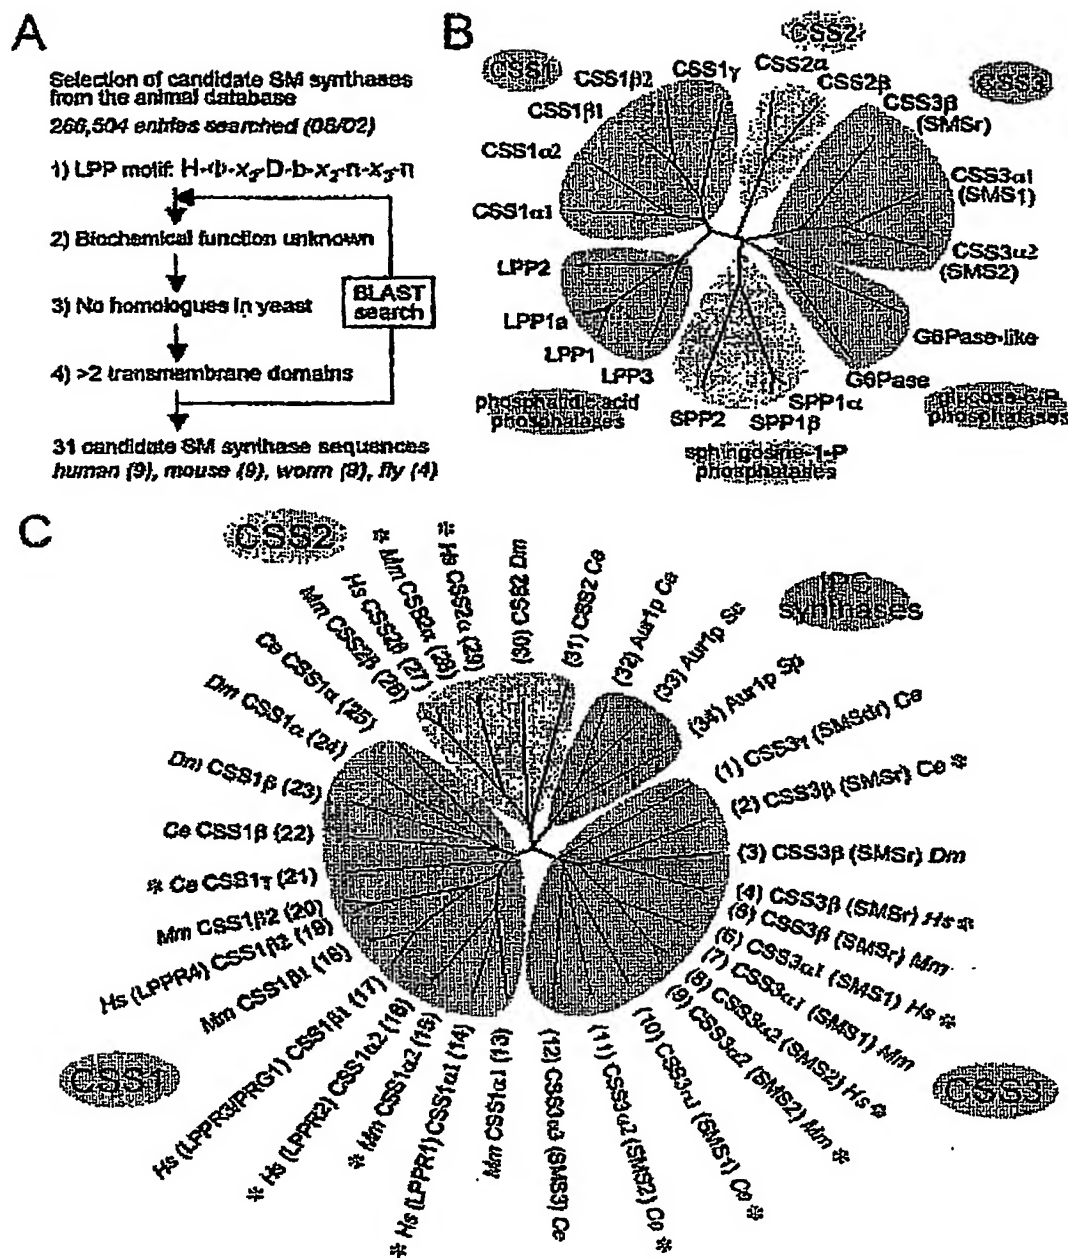 A
Selection of candidate SM synthases
from the animal database
266,504 entries searched (08/02)
1) LPP motif: H-ф-x2-D-b-x2-n-x3-n
2) Biochemical function unknown
3) No homologues in yeast
4) >2 transmembrane domains
BLAST
search
31 candidate SM synthase sequences
human (9), mouse (9), worm (9), fly (4)
B
CSS1
CSS2
CSS3
CSS1β2
CSS1γ
CSS2α
CSS2β
CSS3β
(SMSr)
CSS1β1
CSS1α2
CSS3α1
(SMS1)
CSS1α1
CSS3α2
(SMS2)
LPP2
LPP1a
LPP1
LPP3
G6Pase-like
G6Pase
SPP1α
SPP1β
SPP2
phosphatidic acid
phosphatases
glucose-6-P
phosphatases
sphingosine-1-P
phosphatases
C
CSS2
IPC
synthases
CSS1
CSS3
(1) CSS3γ (SMSdr) Ce
(2) CSS3β (SMSr) Ce *
(3) CSS3β (SMSr) Dm
(4) CSS3β (SMSr) Hs *
(5) CSS3β (SMSr) Mm
(6) CSS3α1 (SMS1) Hs *
(7) CSS3α1 (SMS1) Mm
(8) CSS3α2 (SMS2) Hs *
(9) CSS3α2 (SMS2) Mm *
(10) CSS3α1 (SMS1) Ce *
(11) CSS3α2 (SMS2) Ce *
(12) CSS3α3 (SMS3) Ce
Mm CSS1α1 (13)
* Hs (LPPR1) CSS1α1 (14)
* Mm CSS1α2 (15)
* Hs (LPPR2) CSS1α2 (16)
Hs (LPPR3/PRG1) CSS1β1 (17)
Mm CSS1β1 (18)
Hs (LPPR4) CSS1β2 (19)
Mm CSS1β2 (20)
* Ce CSS1γ (21)
Ce CSS1β (22)
Dm CSS1β (23)
Dm CSS1α (24)
Ce CSS1α (25)
Mm CSS2β (26)
Hs CSS2β (27)
* Mm CSS2α (28)
* Hs CSS2α (29)
(30) CSS2 Dm
(31) CSS2 Ce
(32) Aur1p Ca
(33) Aur1p Sc
(34) Aur1p Sp